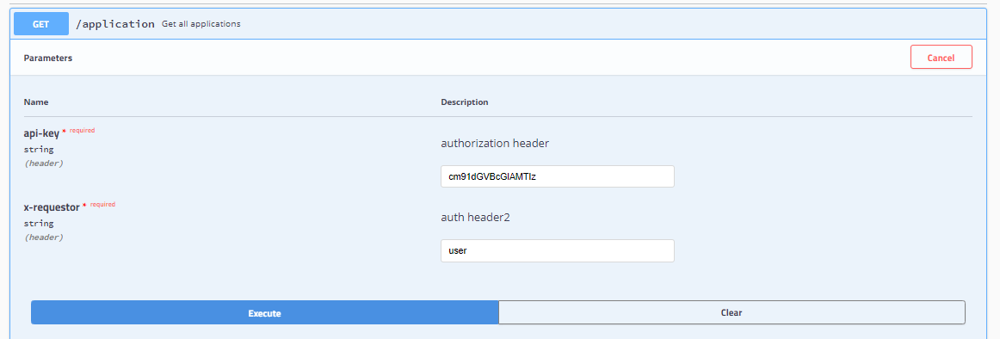 GET /application Get all applications
Parameters Cancel
Name Description
api-key * required
string
(header)
authorization header
cm91dGVBcGlAMTIz
x-requestor * required
string
(header)
auth header2
user
Execute Clear